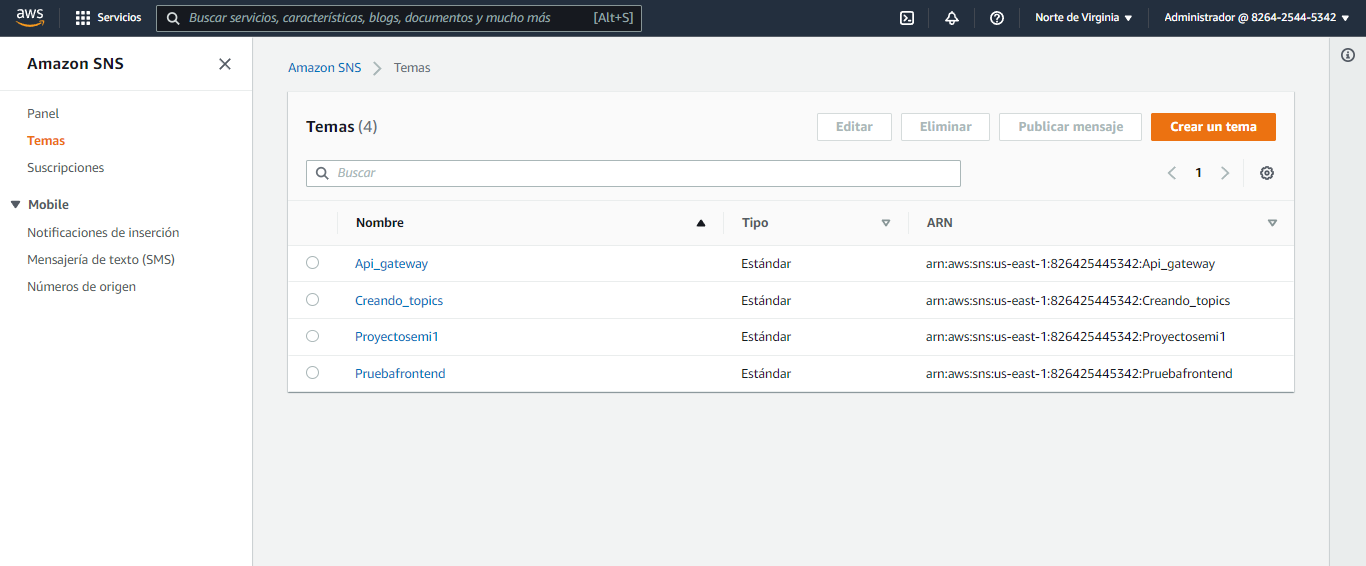 aws Servicios Buscar servicios, características, blogs, documentos y mucho más [Alt+S] Norte de Virginia Administrador @ 8264-2544-5342
Amazon SNS
Panel
Temas
Suscripciones
Mobile
Notificaciones de inserción
Mensajería de texto (SMS)
Números de origen
Amazon SNS Temas
Temas (4) Editar Eliminar Publicar mensaje Crear un tema
Buscar 1
Nombre Tipo ARN
Api_gateway Estándar arn:aws:sns:us-east-1:826425445342:Api_gateway
Creando_topics Estándar arn:aws:sns:us-east-1:826425445342:Creando_topics
Proyectosemi1 Estándar arn:aws:sns:us-east-1:826425445342:Proyectosemi1
Pruebafrontend Estándar arn:aws:sns:us-east-1:826425445342:Pruebafrontend